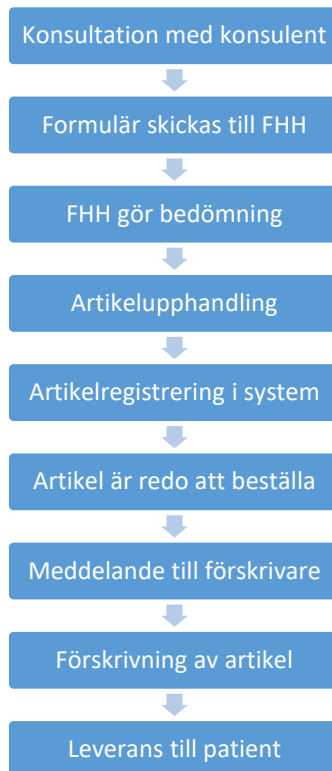 Konsultation med konsulent
Formulär skickas till FHH
FHH gör bedömning
Artikelupphandling
Artikelregistrering i system
Artikel är redo att beställa
Meddelande till förskrivare
Förskrivning av artikel
Leverans till patient